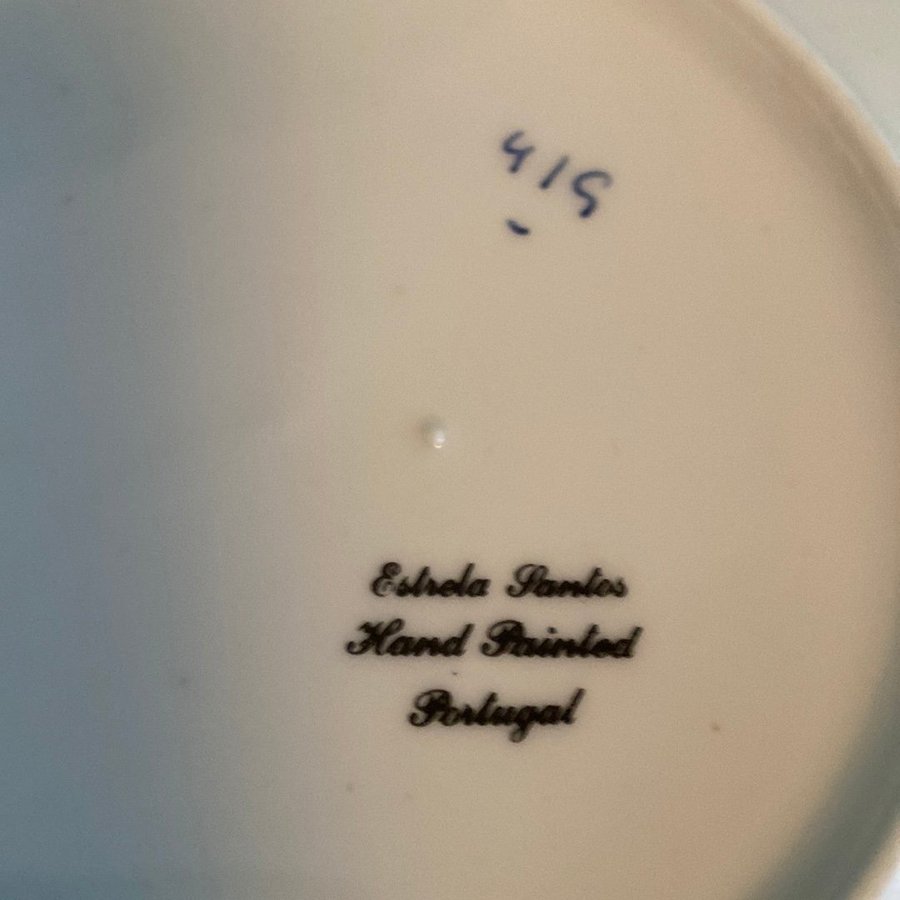 415
Estrela Santos
Hand Painted
Portugal